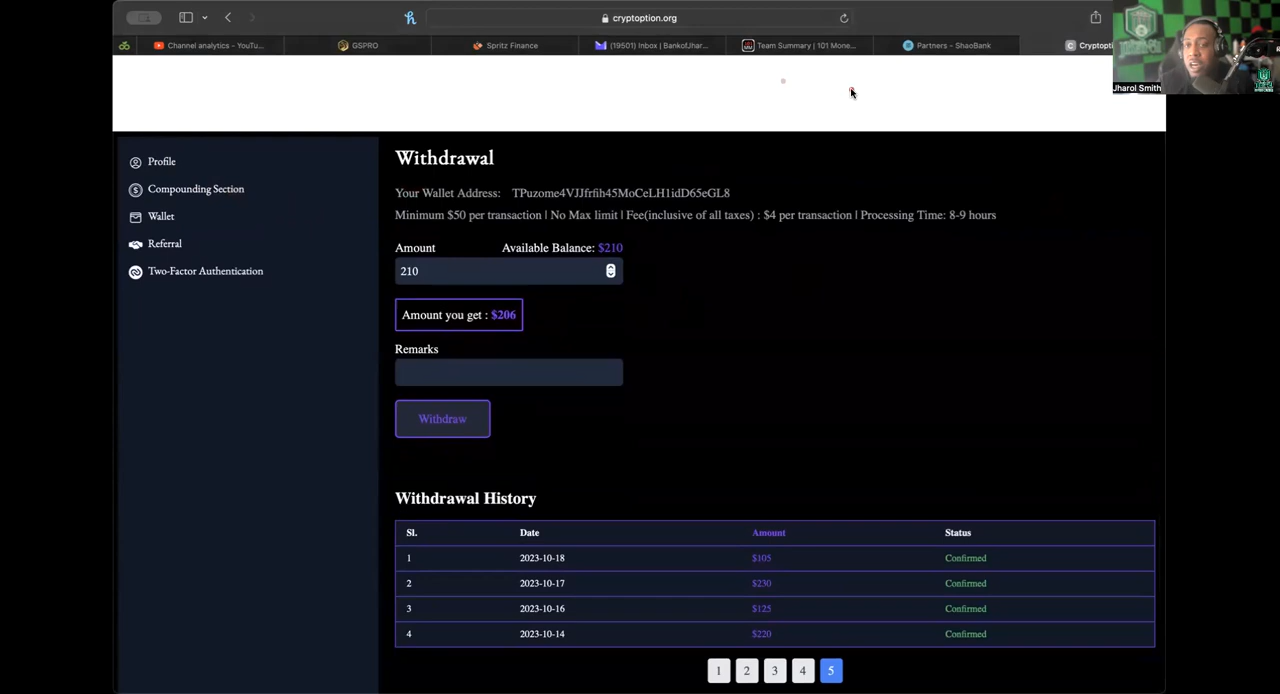 cryptoption.org
Channel analytics - YouTu...
GSPRO
Spritz Finance
(19501) Inbox | BankofJhar...
Team Summary | 101 Mone...
Partners - ShaoBank
C Cryptopti
Jharol Smith
Profile
Compounding Section
Wallet
Referral
Two-Factor Authentication
Withdrawal
Your Wallet Address: TPuzome4VJJfrfih45MoCeLH1idD65eGL8
Minimum $50 per transaction | No Max limit | Fee(inclusive of all taxes) : $4 per transaction | Processing Time: 8-9 hours
Amount Available Balance: $210
210
Amount you get : $206
Remarks
Withdraw
Withdrawal History
Sl. Date Amount Status
1 2023-10-18 $105 Confirmed
2 2023-10-17 $230 Confirmed
3 2023-10-16 $125 Confirmed
4 2023-10-14 $220 Confirmed
1 2 3 4 5